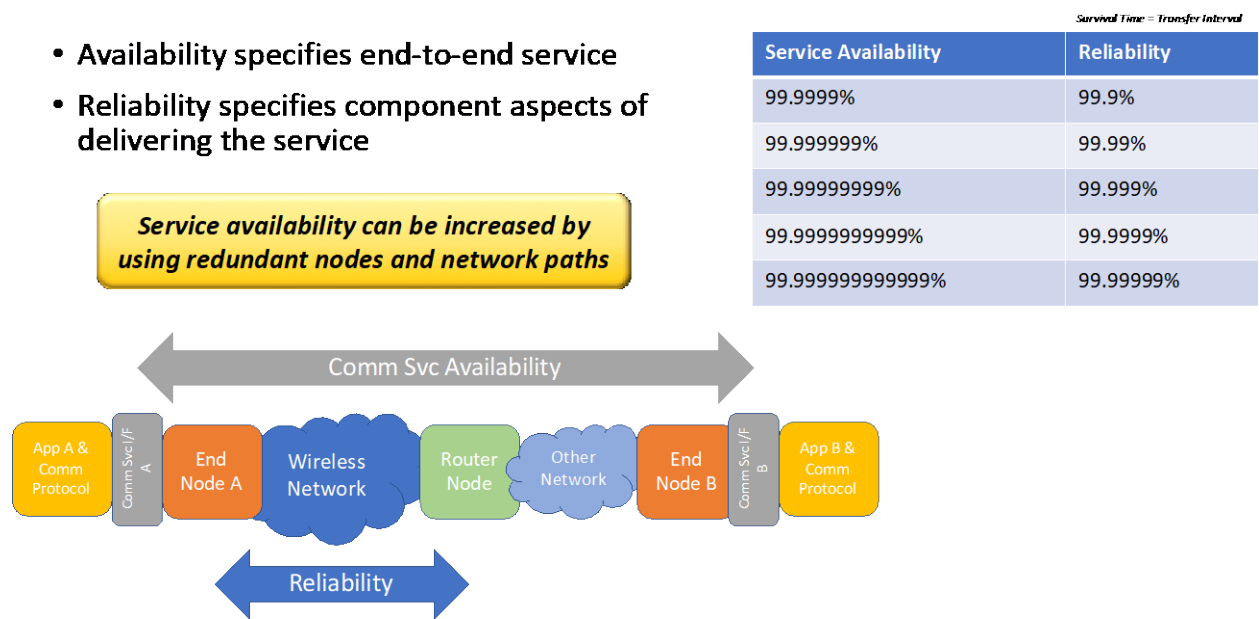 Survival Time = Transfer Interval
• Availability specifies end-to-end service
• Reliability specifies component aspects of
delivering the service
Service availability can be increased by
using redundant nodes and network paths
Service Availability Reliability
99.9999% 99.9%
99.999999% 99.99%
99.99999999% 99.999%
99.9999999999% 99.9999%
99.999999999999% 99.99999%
Comm Svc Availability
App A &
Comm
Protocol
Comm Svc I/F
A
End
Node A
Wireless
Network
Router
Node
Other
Network
End
Node B
Comm Svc I/F
B
App B &
Comm
Protocol
Reliability